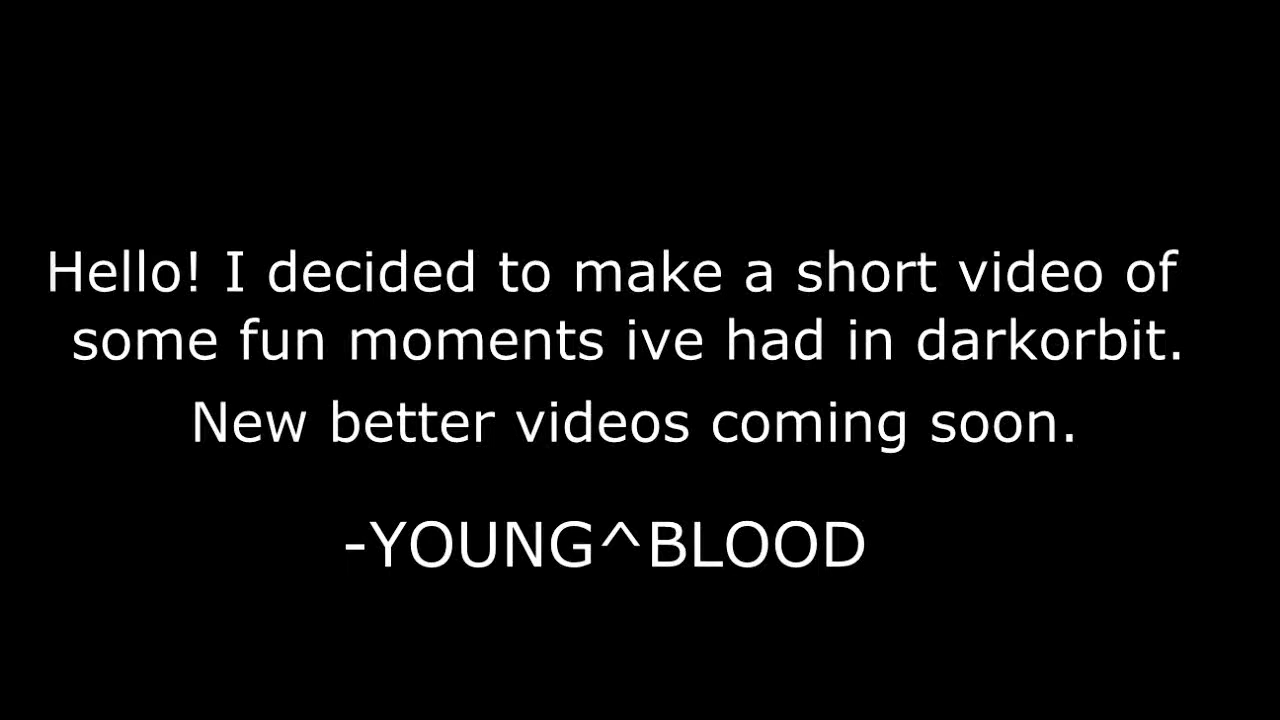 Hello! I decided to make a short video of
some fun moments ive had in darkorbit.
New better videos coming soon.
-YOUNG^BLOOD